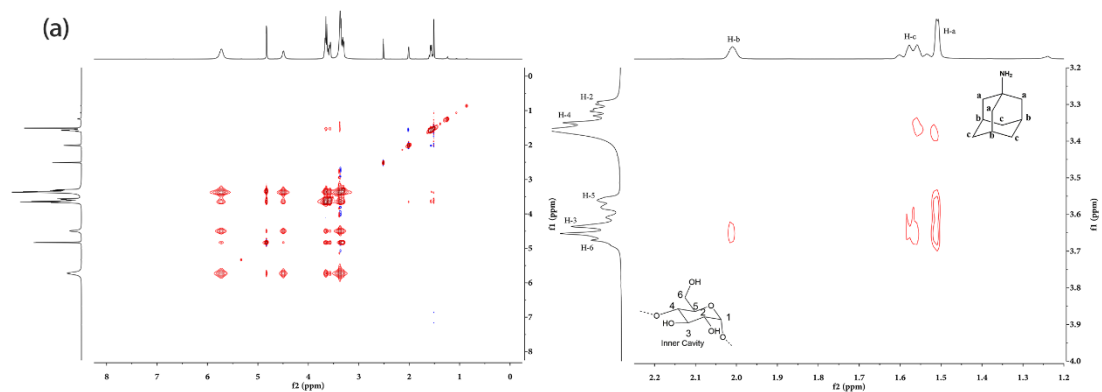 (a)
0
1
2
3
4
5
6
7
8
f1 (ppm)
8 7 6 5 4 3 2 1 0
f2 (ppm)
H-b
H-c
H-a
H-2
H-4
H-5
H-3
H-6
NH₂
a a
a
b c b
c b c
OH
6
4 5 O
O 2 1
HO 3 OH O
Inner Cavity
3.2
3.3
3.4
3.5
3.6
3.7
3.8
3.9
4.0
f1 (ppm)
f1 (ppm)
2.2 2.1 2.0 1.9 1.8 1.7 1.6 1.5 1.4 1.3 1.2
f2 (ppm)